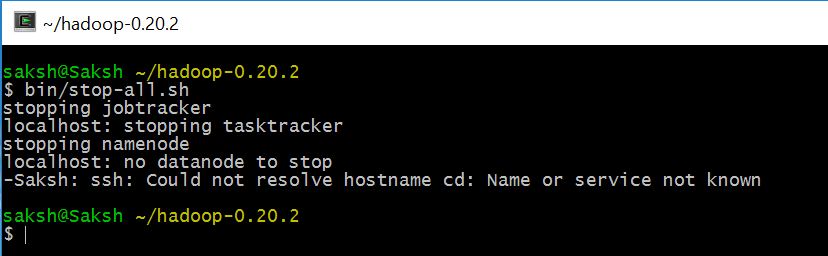 ~/hadoop-0.20.2
saksh@Saksh ~/hadoop-0.20.2
$ bin/stop-all.sh
stopping jobtracker
localhost: stopping tasktracker
stopping namenode
localhost: no datanode to stop
-Saksh: ssh: Could not resolve hostname cd: Name or service not known
saksh@Saksh ~/hadoop-0.20.2
$